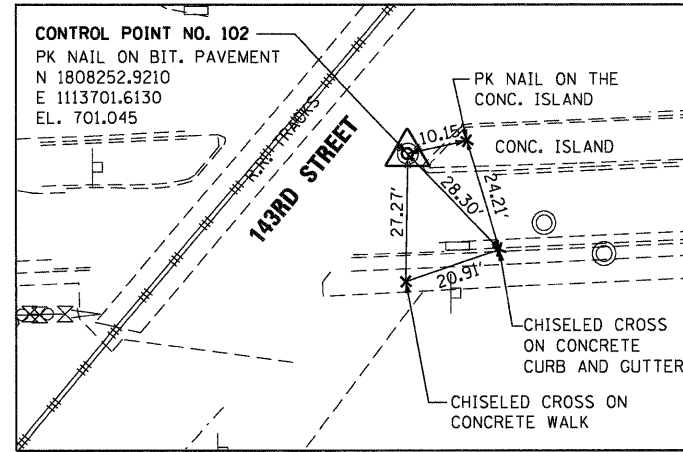 CONTROL POINT NO. 102
PK NAIL ON BIT. PAVEMENT
N 1808252.9210
E 1113701.6130
EL. 701.045
R.R. TRACKS
143RD STREET
PK NAIL ON THE
CONC. ISLAND
10.15'
CONC. ISLAND
27.27'
28.30'
24.21'
20.91'
CHISELED CROSS
ON CONCRETE
CURB AND GUTTER
CHISELED CROSS ON
CONCRETE WALK